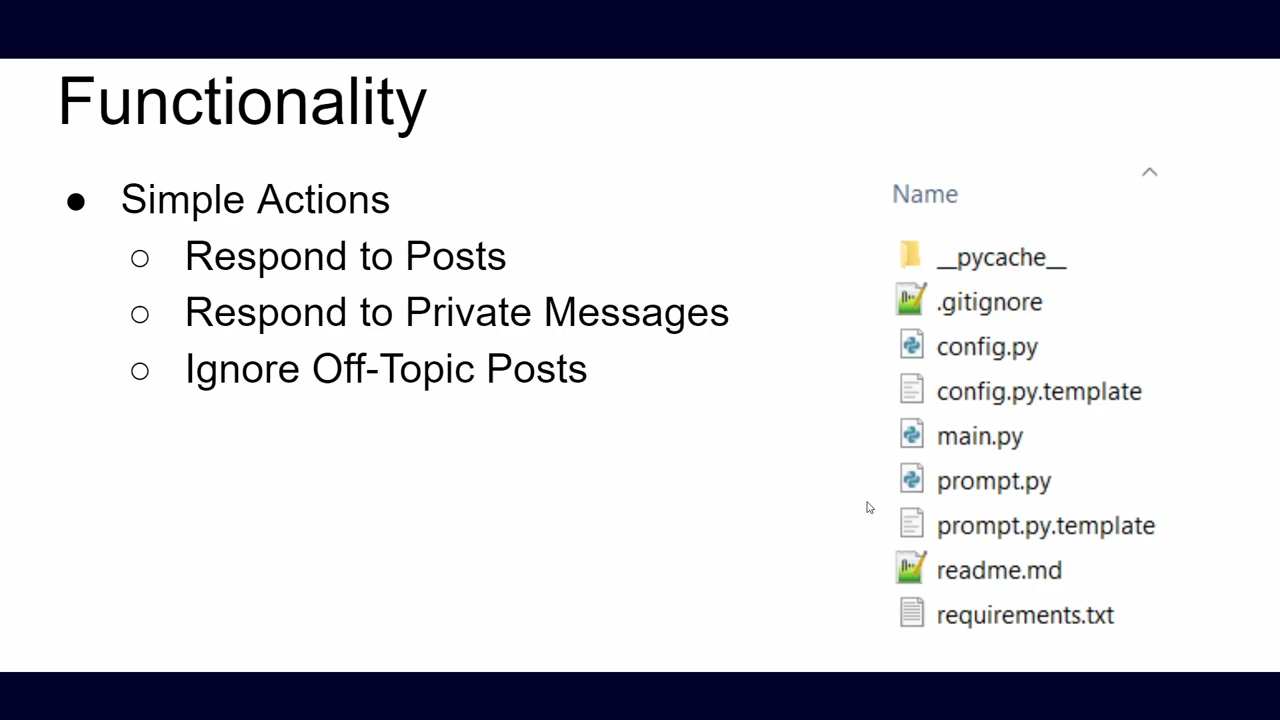 Functionality
● Simple Actions
○ Respond to Posts
○ Respond to Private Messages
○ Ignore Off-Topic Posts
Name
__pycache__
.gitignore
config.py
config.py.template
main.py
prompt.py
prompt.py.template
readme.md
requirements.txt